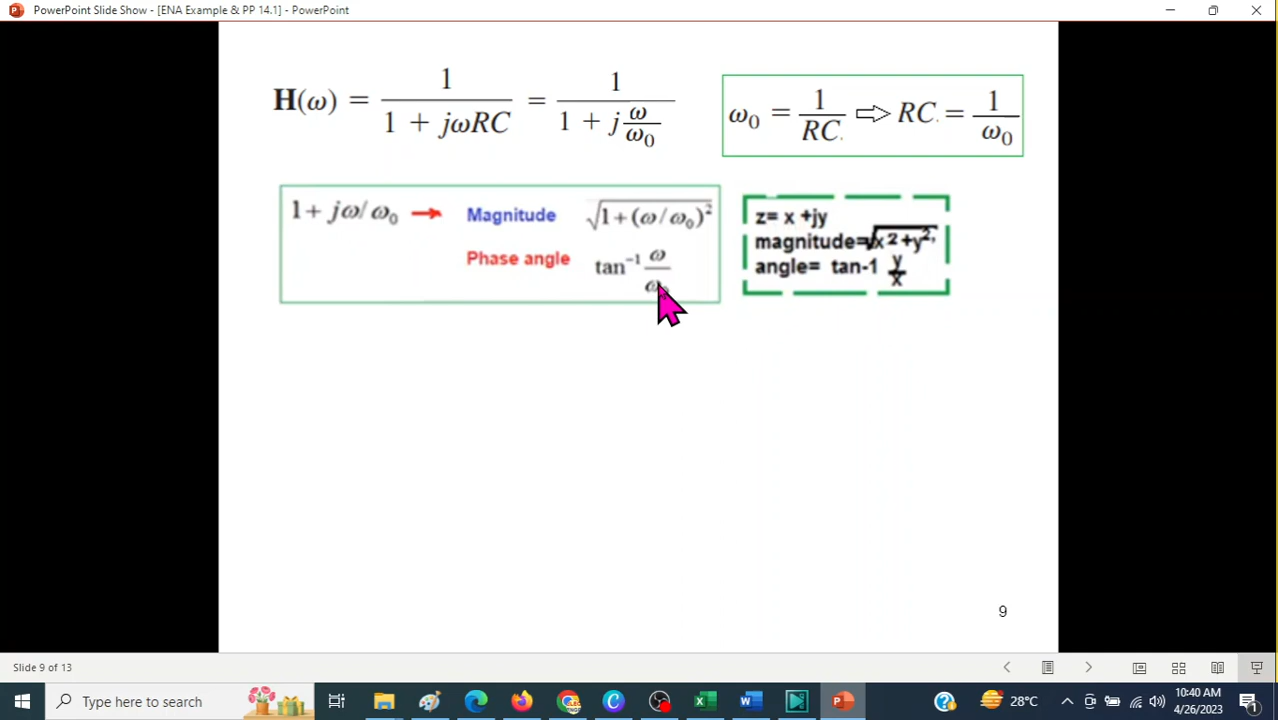 PowerPoint Slide Show - [ENA Example & PP 14.1] - PowerPoint
H(ω) = 1 / (1 + jωRC) = 1 / (1 + j ω/ω₀)
ω₀ = 1/RC. ⇨ RC. = 1/ω₀
1 + jω/ω₀ → Magnitude √(1+(ω/ω₀)²)
Phase angle tan⁻¹ ω/ω₀
z= x +jy
magnitude=√x2+y2,
angle= tan-1 y/x
9
Slide 9 of 13
Type here to search
28°C
10:40 AM
4/26/2023
1